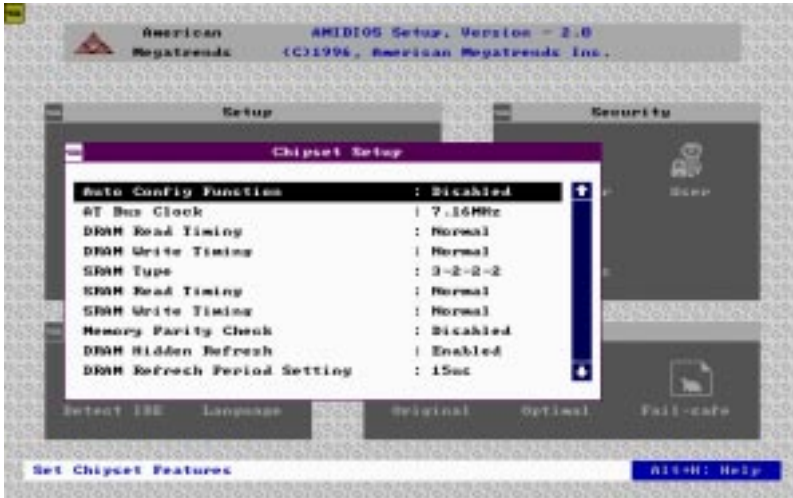 American AMIBIOS Setup, Version - 2.0
Megatrends (C)1996, American Megatrends Inc.
Setup
Security
Chipset Setup
Auto Config Function : Disabled
AT Bus Clock : 7.16MHz
DRAM Read Timing : Normal
DRAM Write Timing : Normal
SRAM Type : 3-2-2-2
SRAM Read Timing : Normal
SRAM Write Timing : Normal
Memory Parity Check : Disabled
DRAM Hidden Refresh : Enabled
DRAM Refresh Period Setting : 15us
User
Detect IDE Language Original Optimal Fail-safe
Set Chipset Features
Alt+H: Help